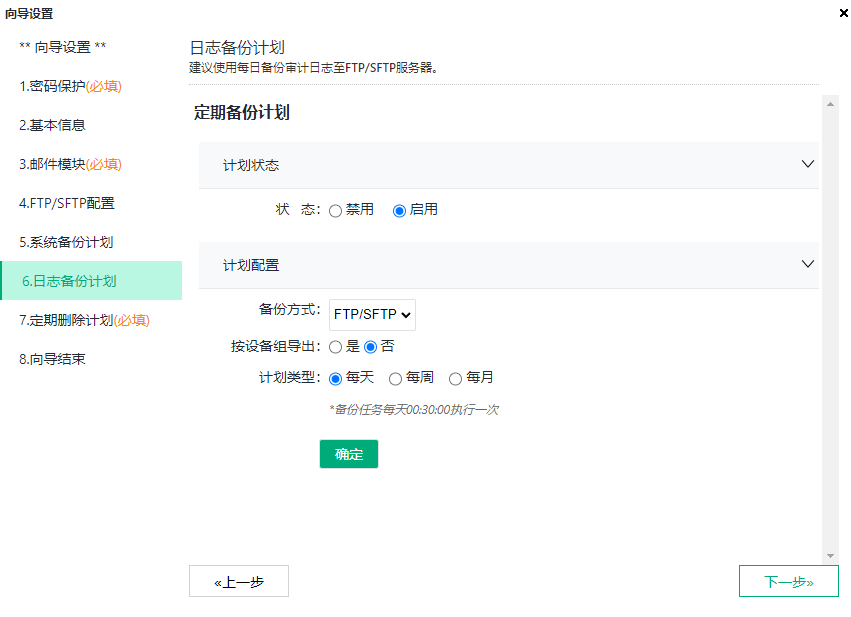 向导设置
** 向导设置 **
1.密码保护(必填)
2.基本信息
3.邮件模块(必填)
4.FTP/SFTP配置
5.系统备份计划
6.日志备份计划
7.定期删除计划(必填)
8.向导结束
日志备份计划
建议使用每日备份审计日志至FTP/SFTP服务器。
定期备份计划
计划状态
状 态: 禁用 启用
计划配置
备份方式: FTP/SFTP
按设备组导出: 是 否
计划类型: 每天 每周 每月
*备份任务每天00:30:00执行一次
确定
«上一步 下一步»